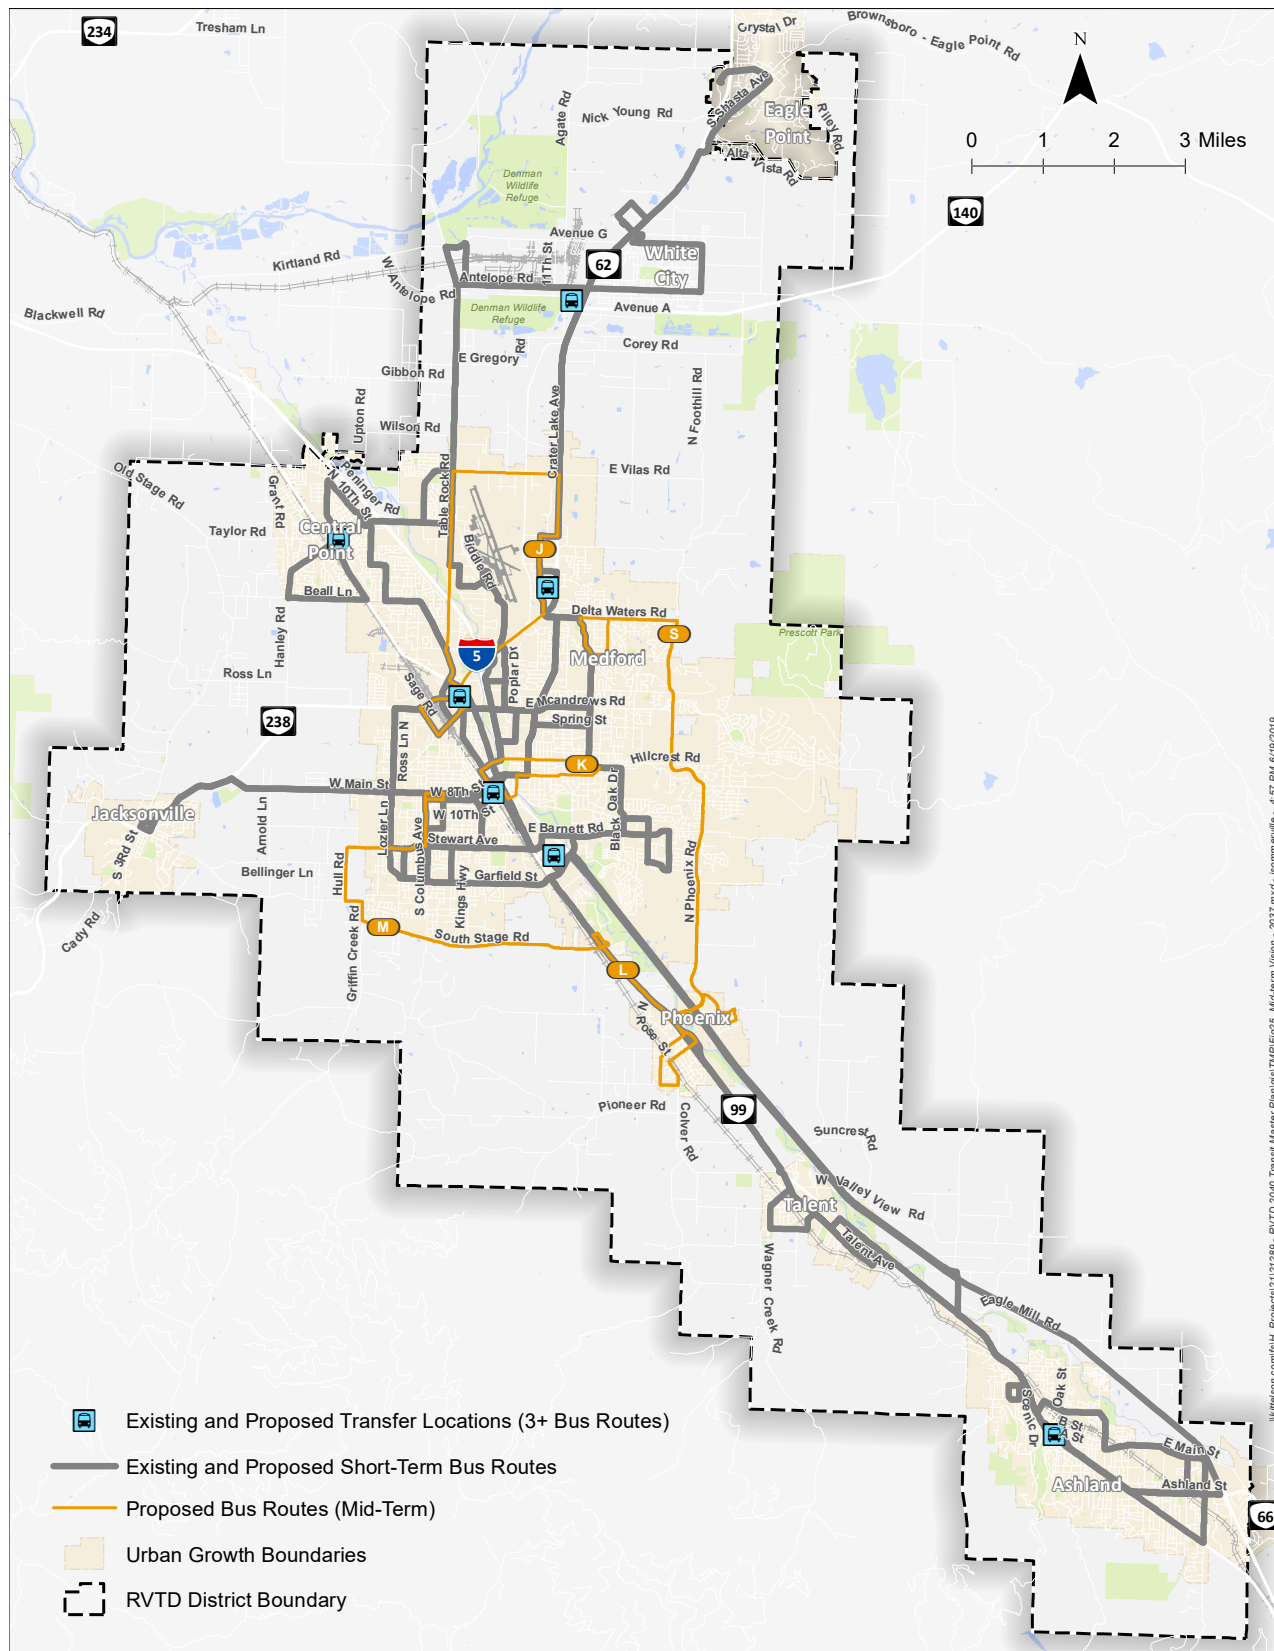 234
Tresham Ln
Crystal Dr
Brownsboro - Eagle Point Rd
N
0 1 2 3 Miles
Agate Rd
Nick Young Rd
S Shasta Ave
Eagle
Point
Riley Rd
Alta Vista Rd
Denman
Wildlife
Refuge
140
Avenue G
11Th St
62
White
City
Kirtland Rd
W Antelope Rd
Antelope Rd
Denman Wildlife
Refuge
Avenue A
Blackwell Rd
E Gregory Rd
Corey Rd
Gibbon Rd
Upton Rd
Crater Lake Ave
N Foothill Rd
Wilson Rd
E Vilas Rd
Old Stage Rd
Grant Rd
Peninger Rd
N 10Th St
Table Rock Rd
Taylor Rd
Central
Point
Biddle Rd
J
Beall Ln
Delta Waters Rd
Hanley Rd
S
Prescott Park
5
Medford
Poplar Dr
Ross Ln
Sage Rd
E Mcandrews Rd
238
Spring St
Ross Ln N
K
Hillcrest Rd
W Main St
W 8Th St
Black Oak Dr
Jacksonville
Arnold Ln
Lozier Ln
W 10Th St
E Barnett Rd
S 3Rd St
S Columbus Ave
Stewart Ave
Hull Rd
Bellinger Ln
Kings Hwy
Garfield St
N Phoenix Rd
Cady Rd
M
South Stage Rd
Griffin Creek Rd
L
N Rose St
Phoenix
Pioneer Rd
Colver Rd
99
Suncrest Rd
W Valley View Rd
Talent
Talent Ave
Wagner Creek Rd
Eagle Mill Rd
Scenic Dr
Oak St
B St
A St
E Main St
Ashland
Ashland St
66
Existing and Proposed Transfer Locations (3+ Bus Routes)
Existing and Proposed Short-Term Bus Routes
Proposed Bus Routes (Mid-Term)
Urban Growth Boundaries
RVTD District Boundary